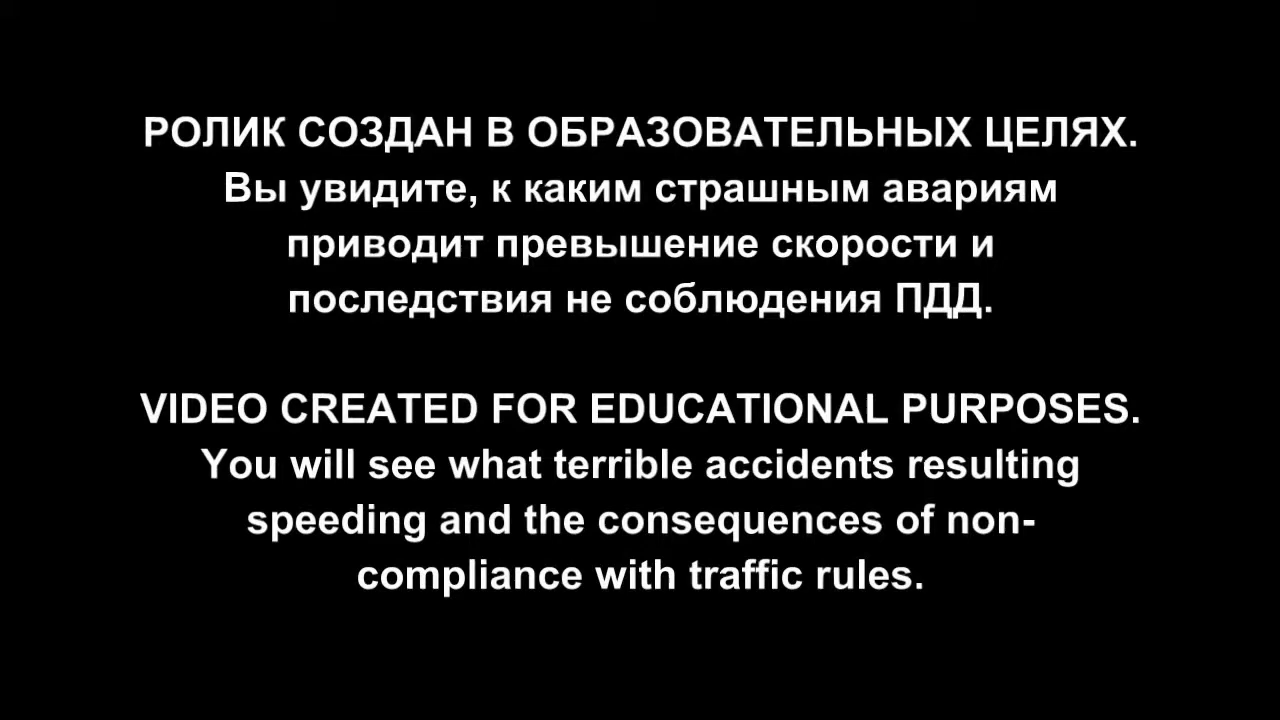 РОЛИК СОЗДАН В ОБРАЗОВАТЕЛЬНЫХ ЦЕЛЯХ.
Вы увидите, к каким страшным авариям
приводит превышение скорости и
последствия не соблюдения ПДД.
VIDEO CREATED FOR EDUCATIONAL PURPOSES.
You will see what terrible accidents resulting
speeding and the consequences of non-
compliance with traffic rules.